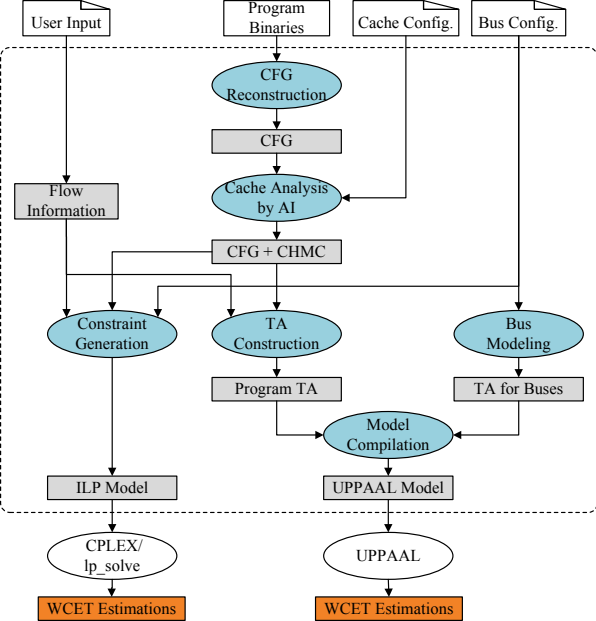 User Input
Program
Binaries
Cache Config.
Bus Config.
CFG
Reconstruction
CFG
Cache Analysis
by AI
Flow
Information
CFG + CHMC
Constraint
Generation
TA
Construction
Bus
Modeling
Program TA
TA for Buses
Model
Compilation
ILP Model
UPPAAL Model
CPLEX/
lp_solve
UPPAAL
WCET Estimations
WCET Estimations